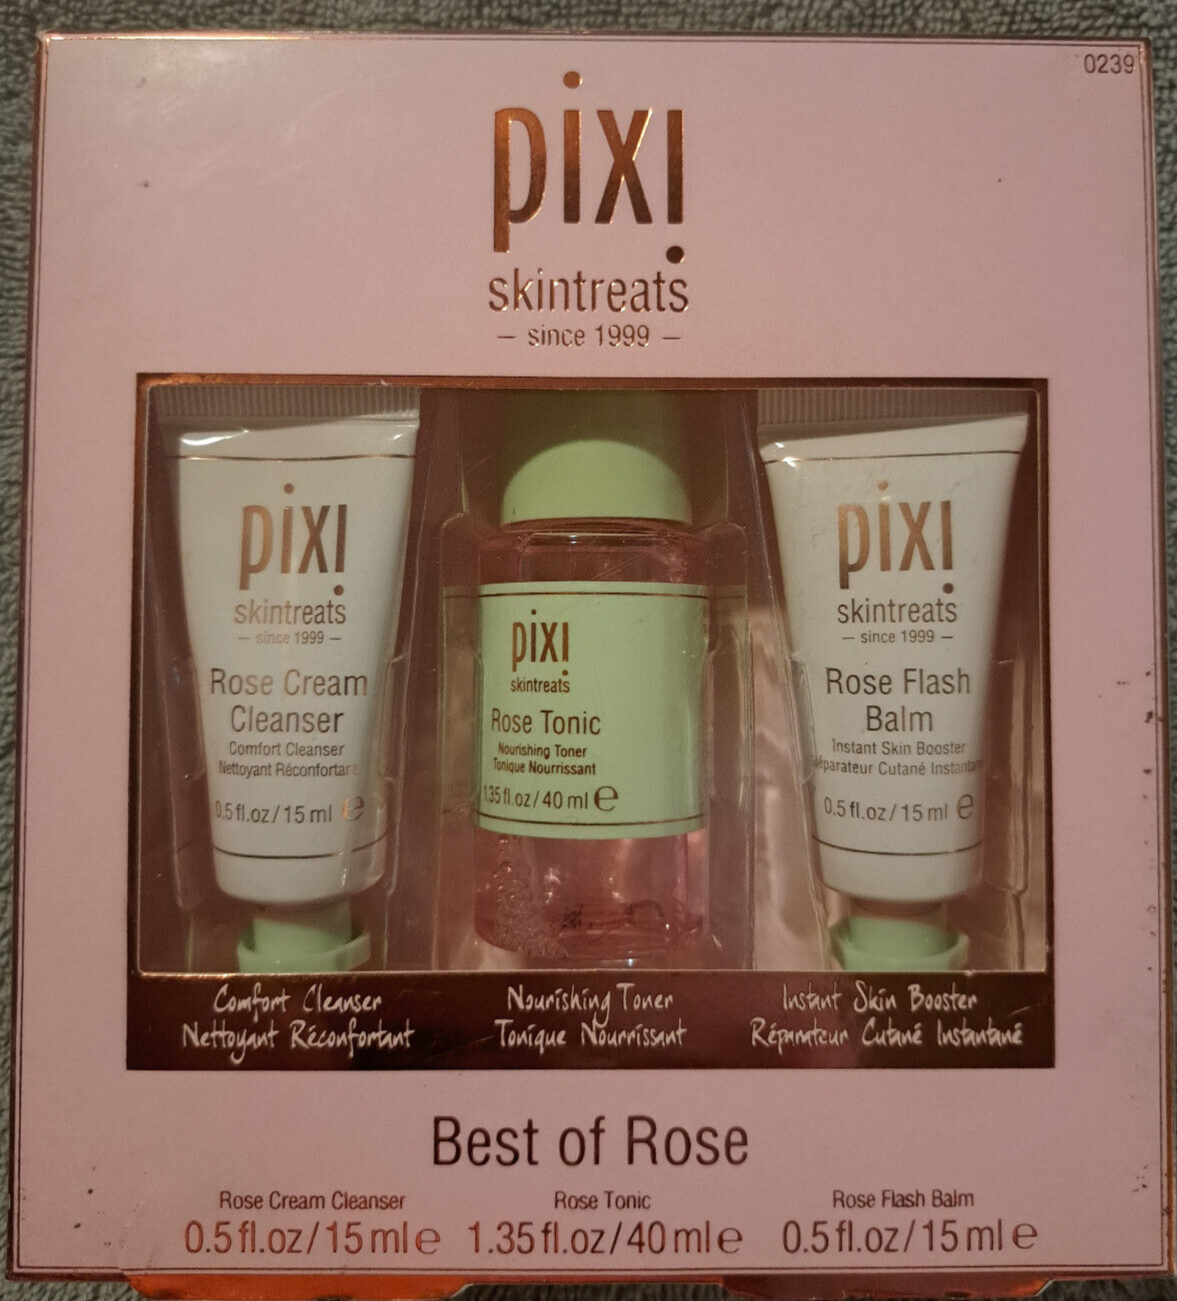 0239
pixi
skintreats
– since 1999 –
pixi
skintreats
– since 1999 –
Rose Cream
Cleanser
Comfort Cleanser
Nettoyant Réconfortant
0.5 fl.oz / 15 ml ℮
pixi
skintreats
Rose Tonic
Nourishing Toner
Tonique Nourrissant
1.35 fl.oz / 40 ml ℮
pixi
skintreats
– since 1999 –
Rose Flash
Balm
Instant Skin Booster
Réparateur Cutané Instantané
0.5 fl.oz / 15 ml ℮
Comfort Cleanser
Nettoyant Réconfortant
Nourishing Toner
Tonique Nourrissant
Instant Skin Booster
Réparateur Cutané Instantané
Best of Rose
Rose Cream Cleanser
0.5 fl.oz / 15 ml ℮
Rose Tonic
1.35 fl.oz / 40 ml ℮
Rose Flash Balm
0.5 fl.oz / 15 ml ℮